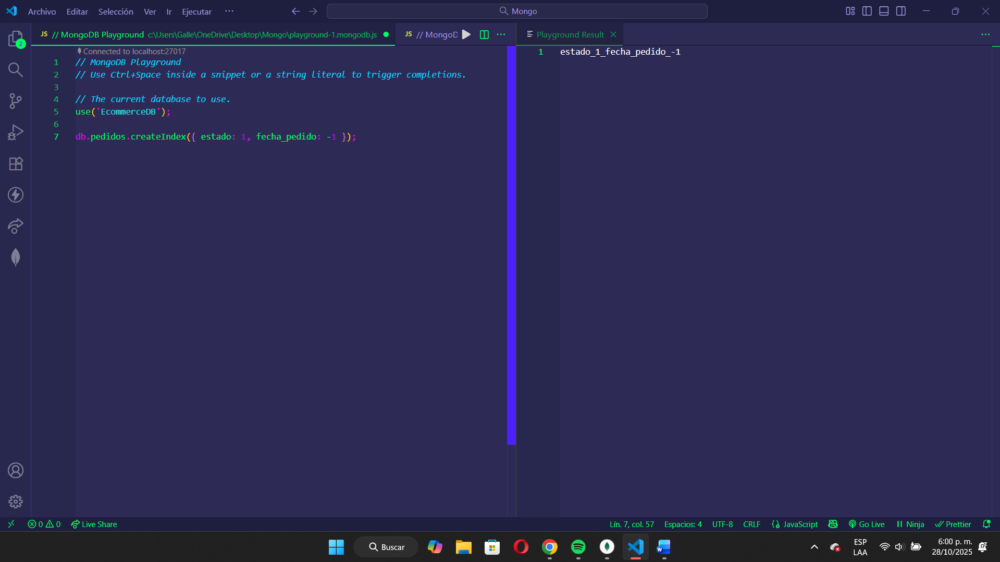 Archivo Editar Selección Ver Ir Ejecutar ···
Mongo
2
JS // MongoDB Playground c:\Users\Galle\OneDrive\Desktop\Mongo\playground-1.mongodb.js
JS // MongoD
Playground Result
Connected to localhost:27017
1 // MongoDB Playground
2 // Use Ctrl+Space inside a snippet or a string literal to trigger completions.
3
4 // The current database to use.
5 use('EcommerceDB');
6
7 db.pedidos.createIndex({ estado: 1, fecha_pedido: -1 });
1 estado_1_fecha_pedido_-1
0 0 Live Share
Lín. 7, col. 57 Espacios: 4 UTF-8 CRLF JavaScript Go Live Ninja Prettier
Buscar
ESP
LAA
6:00 p. m.
28/10/2025